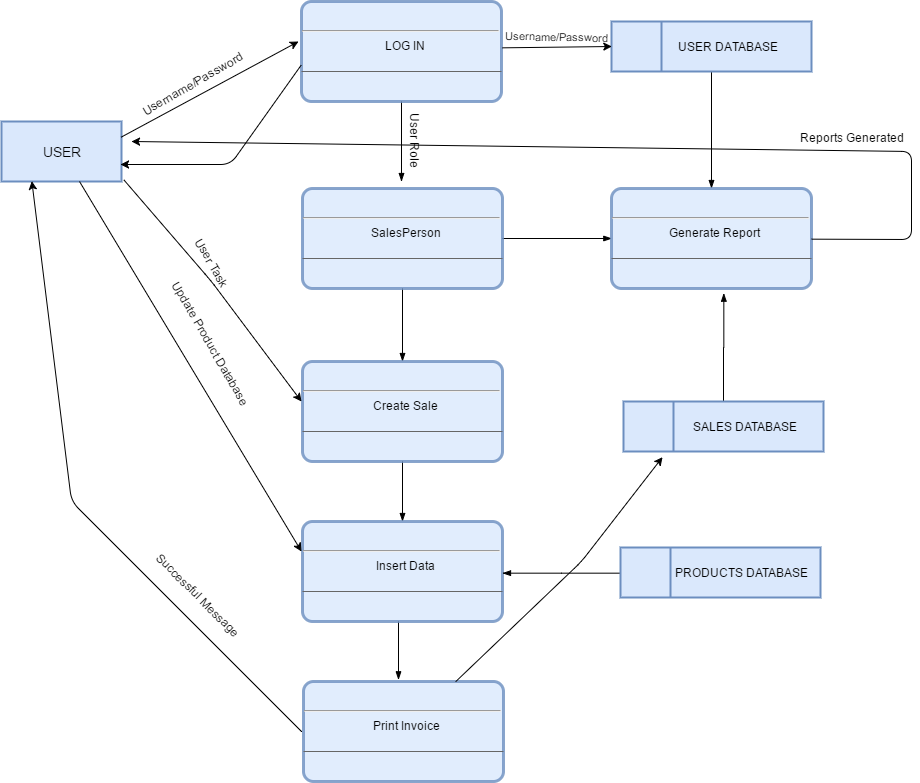 LOG IN
Username/Password
USER DATABASE
Username/Password
User Role
Reports Generated
USER
SalesPerson
Generate Report
User Task
Update Product Database
Create Sale
SALES DATABASE
Insert Data
PRODUCTS DATABASE
Successful Message
Print Invoice